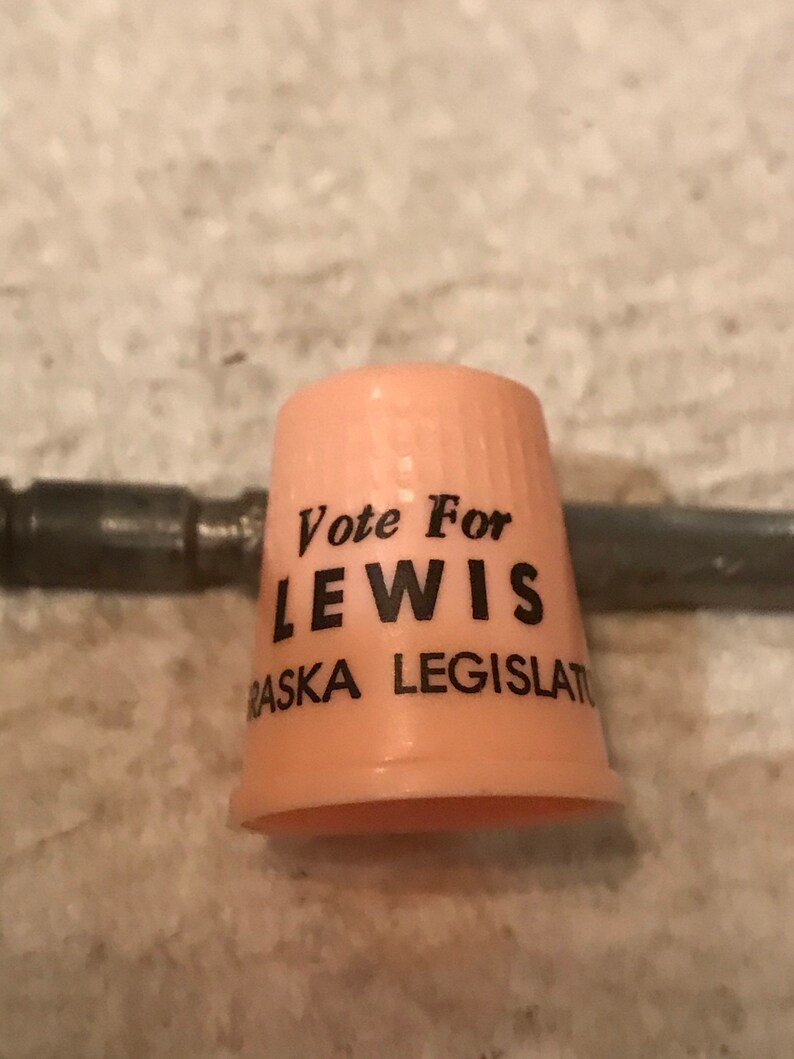 Vote For
LEWIS
RASKA LEGISLATO